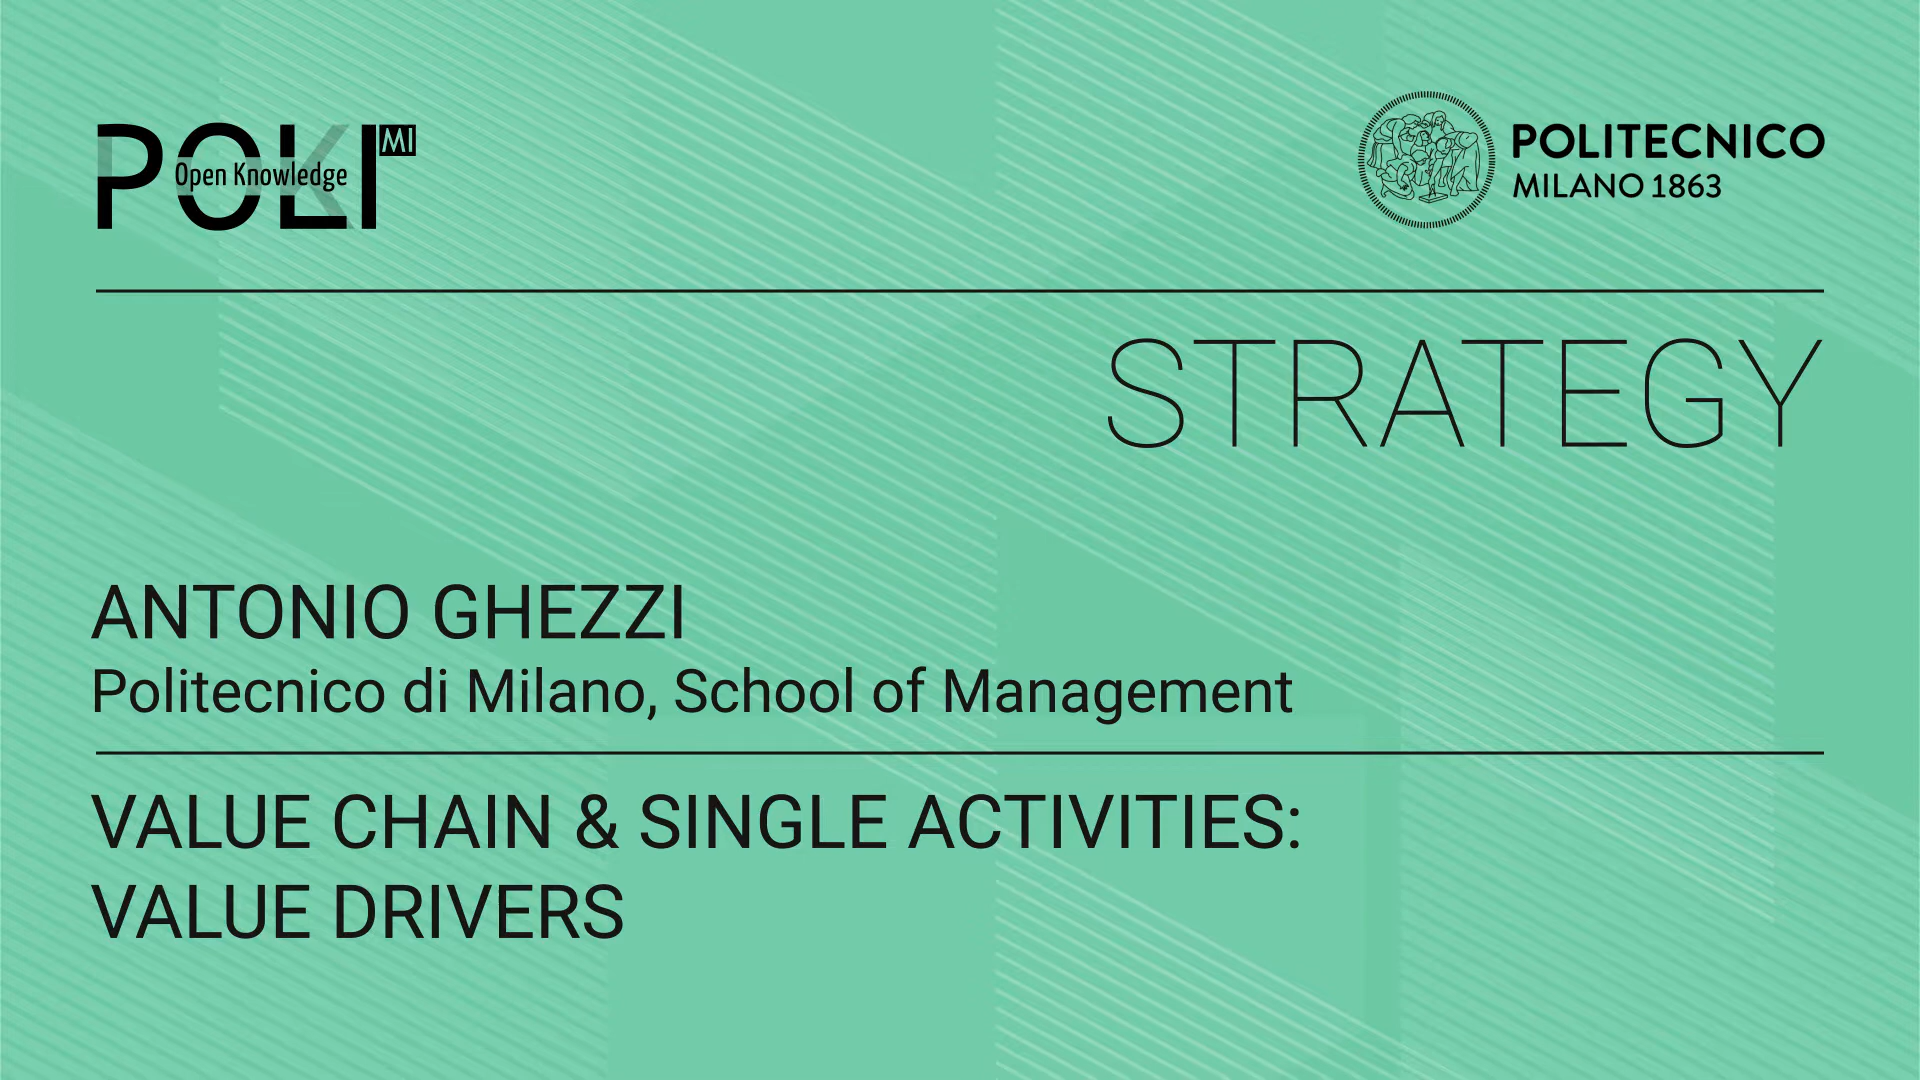 POLI MI
Open Knowledge
POLITECNICO
MILANO 1863
STRATEGY
ANTONIO GHEZZI
Politecnico di Milano, School of Management
VALUE CHAIN & SINGLE ACTIVITIES:
VALUE DRIVERS